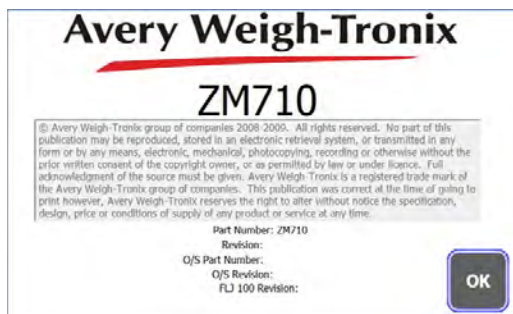 Avery Weigh-Tronix
ZM710
© Avery Weigh-Tronix group of companies 2008-2009. All rights reserved. No part of this
publication may be reproduced, stored in an electronic retrieval system, or transmitted in any
form or by any means, electronic, mechanical, photocopying, recording or otherwise without the
prior written consent of the copyright owner, or as permitted by law or under licence. Full
acknowledgment of the source must be given. Avery Weigh Tronix is a registered trade mark of
the Avery Weigh-Tronix group of companies. This publication was correct at the time of going to
print however, Avery Weigh-Tronix reserves the right to alter without notice the specification,
design, price or conditions of supply of any product or service at any time.
Part Number: ZM710
Revision:
O/S Part Number:
O/S Revision:
FLJ 100 Revision:
OK